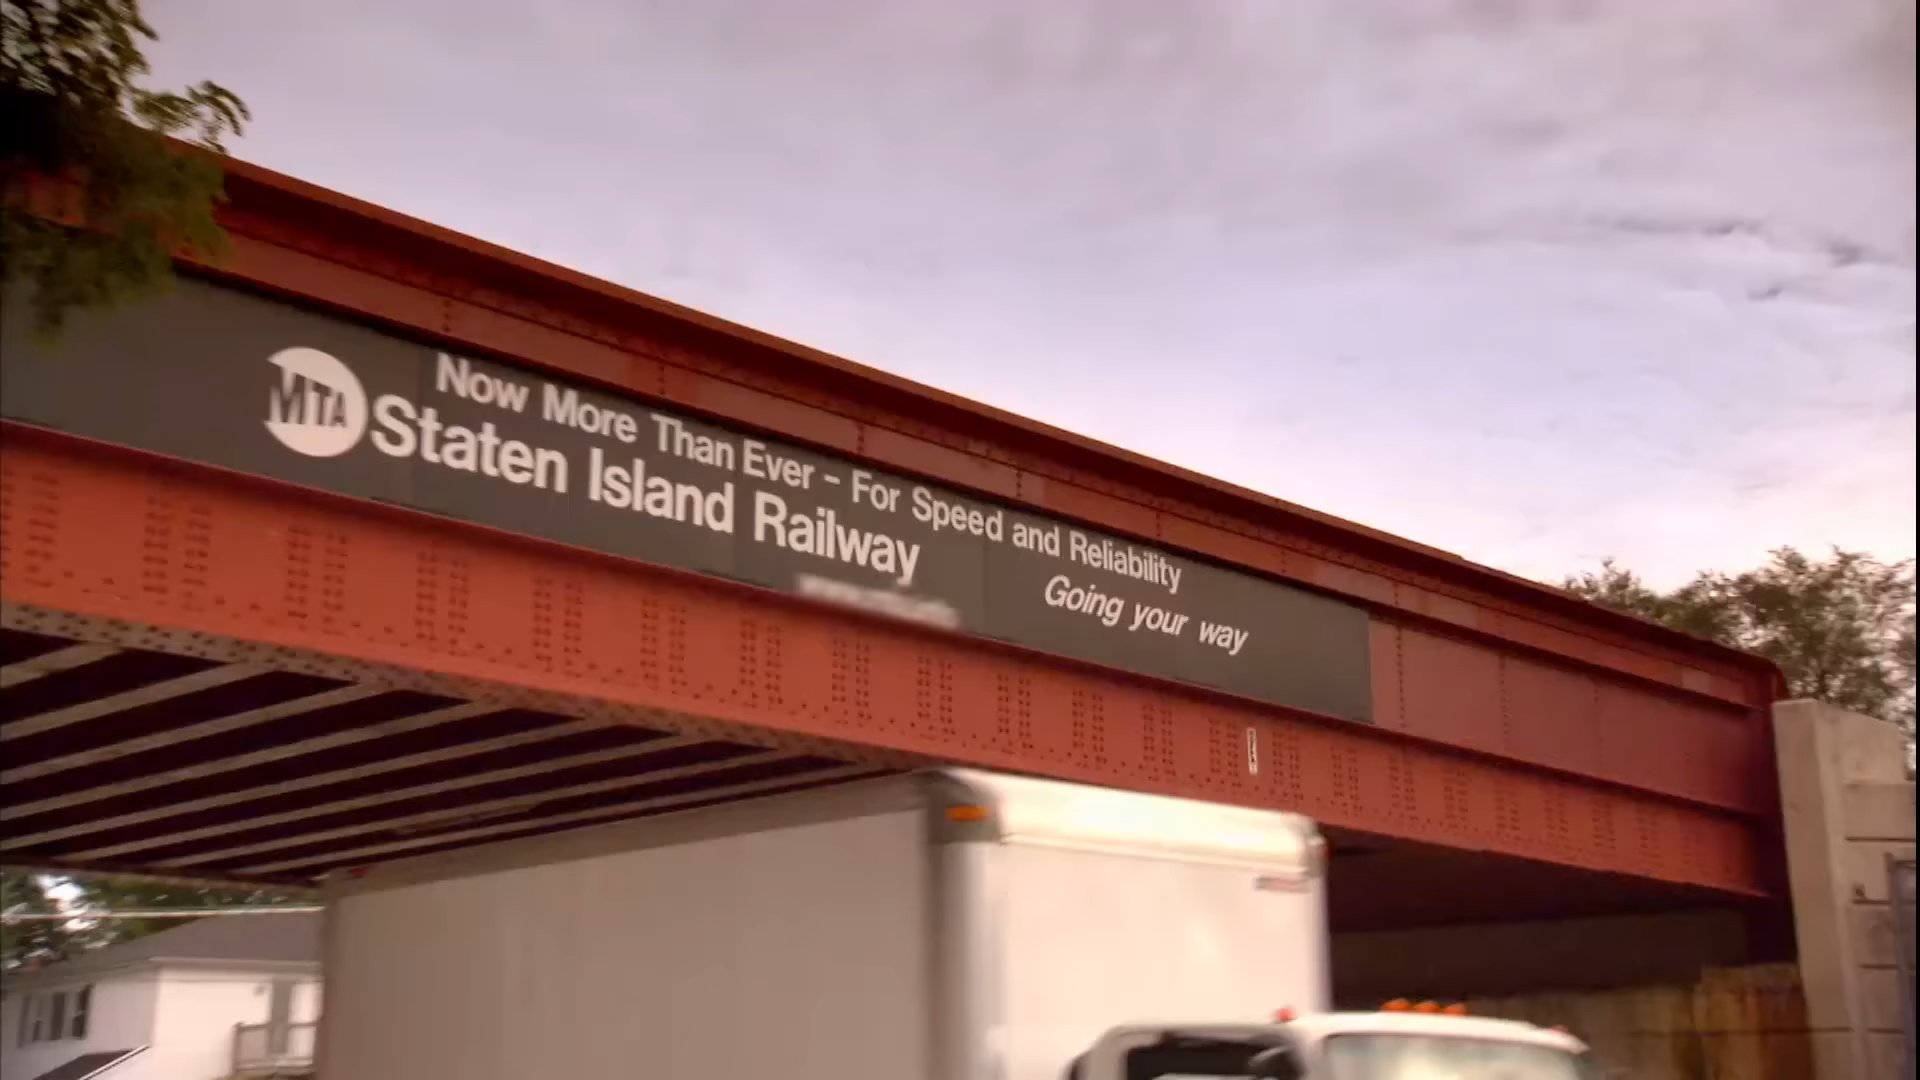 Now More Than Ever - For Speed and Reliability
MTA Staten Island Railway
Going your way